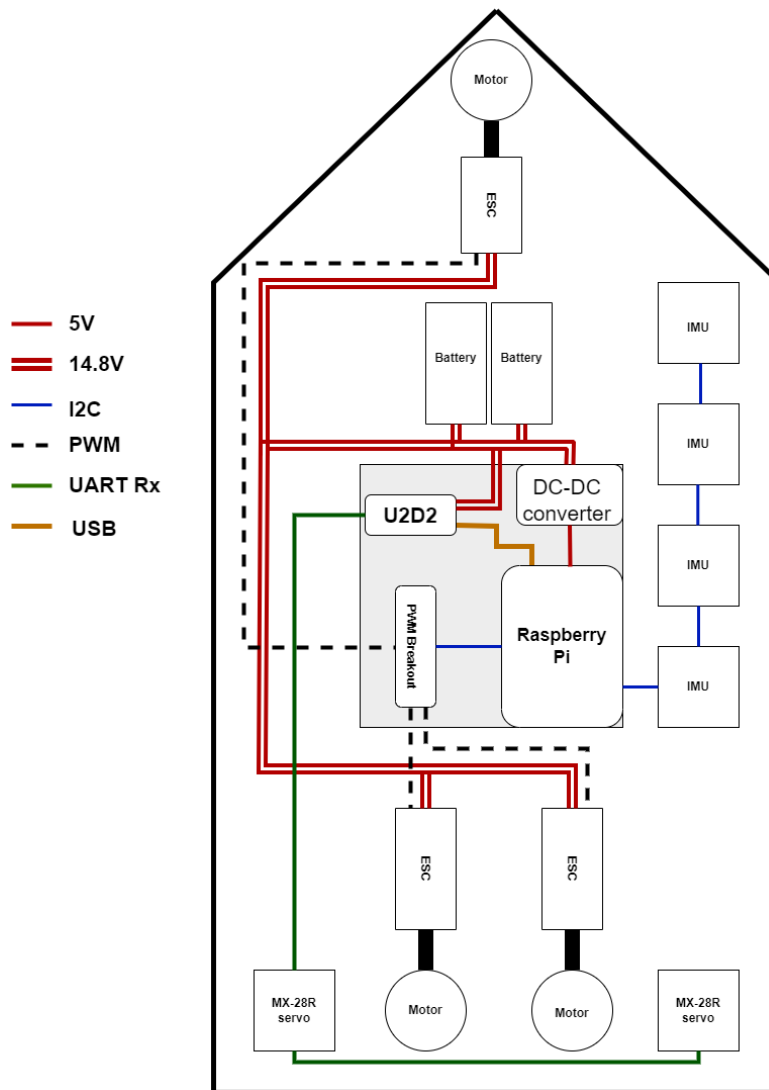 Motor
ESC
5V
14.8V
I2C
PWM
UART Rx
USB
Battery
Battery
IMU
IMU
IMU
IMU
U2D2
DC-DC
converter
PWM Breakout
Raspberry
Pi
ESC
ESC
MX-28R
servo
Motor
Motor
MX-28R
servo